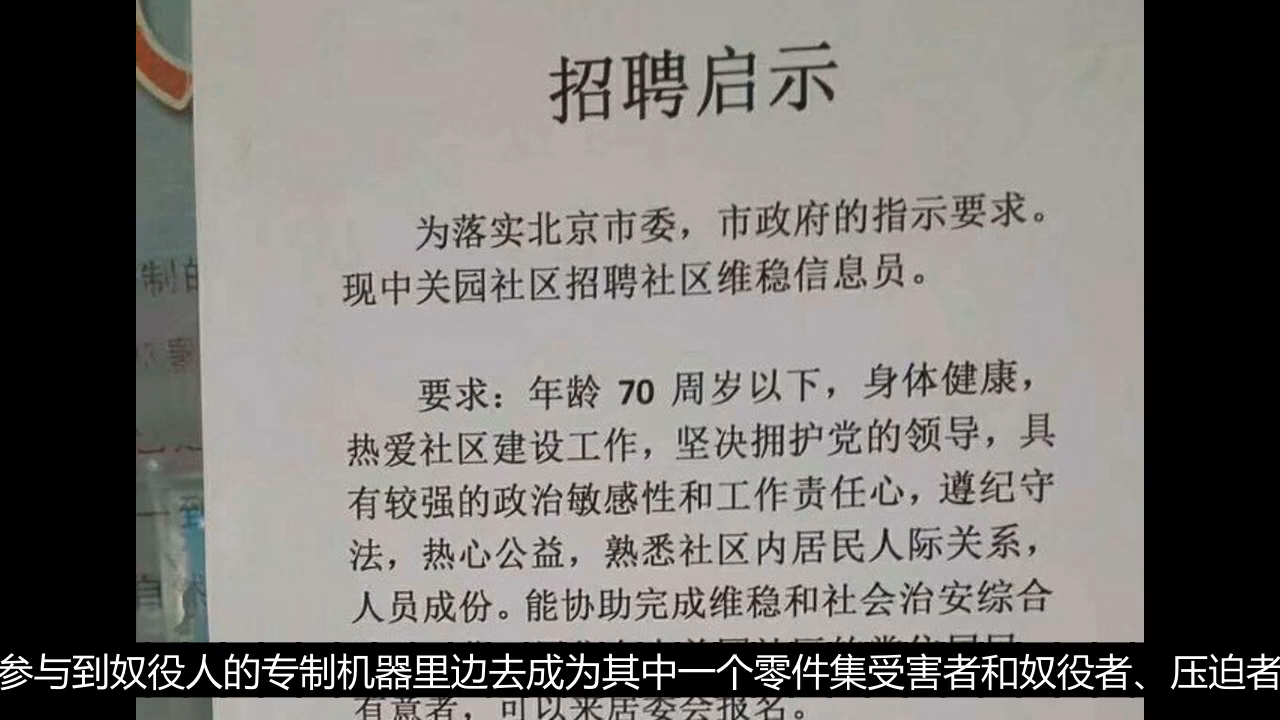 招聘启示
为落实北京市委，市政府的指示要求。
现中关园社区招聘社区维稳信息员。
要求：年龄 70 周岁以下，身体健康，
热爱社区建设工作，坚决拥护党的领导，具
有较强的政治敏感性和工作责任心，遵纪守
法，热心公益，熟悉社区内居民人际关系，
人员成份。能协助完成维稳和社会治安综合
参与到奴役人的专制机器里边去成为其中一个零件集受害者和奴役者、压迫者
有意者，可以来居委会报名。
制的